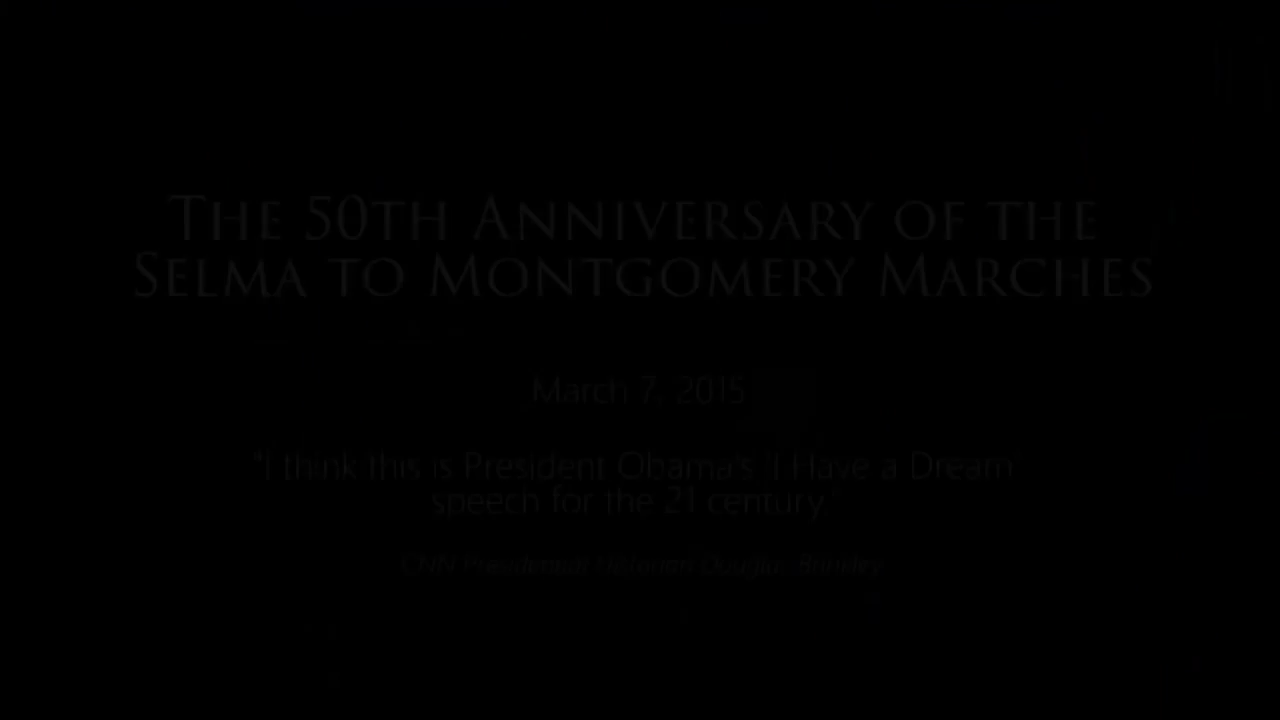 The 50th Anniversary of the
Selma to Montgomery Marches
March 7, 2015
"I think this is President Obama's 'I Have a Dream'
speech for the 21 century."
CNN Presidential Historian Douglas Brinkley